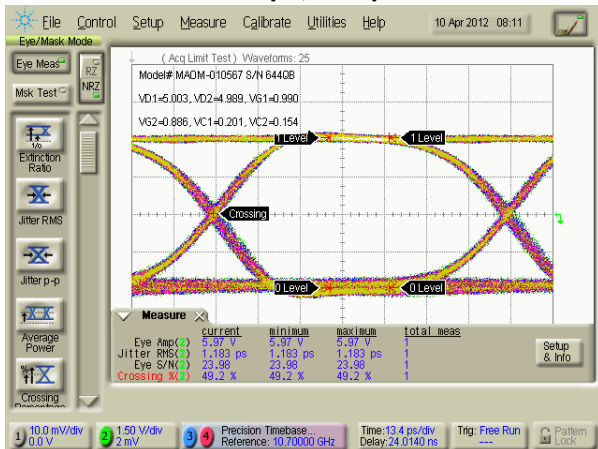 File Control Setup Measure Calibrate Utilities Help 10 Apr 2012 08:11
Eye/Mask Mode
Eye Meas
RZ
NRZ
Msk Test
Extinction
Ratio
Jitter RMS
Jitter p-p
Average
Power
Crossing
( Acq Limit Test ) Waveforms: 25
Model# MAOM-010567 S/N 644QB
VD1=5.003, VD2=4.989, VG1=0.990
VG2=0.886, VC1=0.201, VC2=0.154
1 Level 1 Level
Crossing
0 Level 0 Level
Measure
current minimum maximum total meas
Eye Amp(2) 5.97 V 5.97 V 5.97 V 1
Jitter RMS(2) 1.183 ps 1.183 ps 1.183 ps 1
Eye S/N(2) 23.98 23.98 23.98 1
Crossing %(2) 49.2 % 49.2 % 49.2 % 1
Setup
& Info
1 10.0 mV/div
0.0 V
2 1.50 V/div
2 mV
3 4 Precision Timebase...
Reference: 10.70000 GHz
Time:13.4 ps/div
Delay:24.0140 ns
Trig: Free Run
---
Pattern
Lock